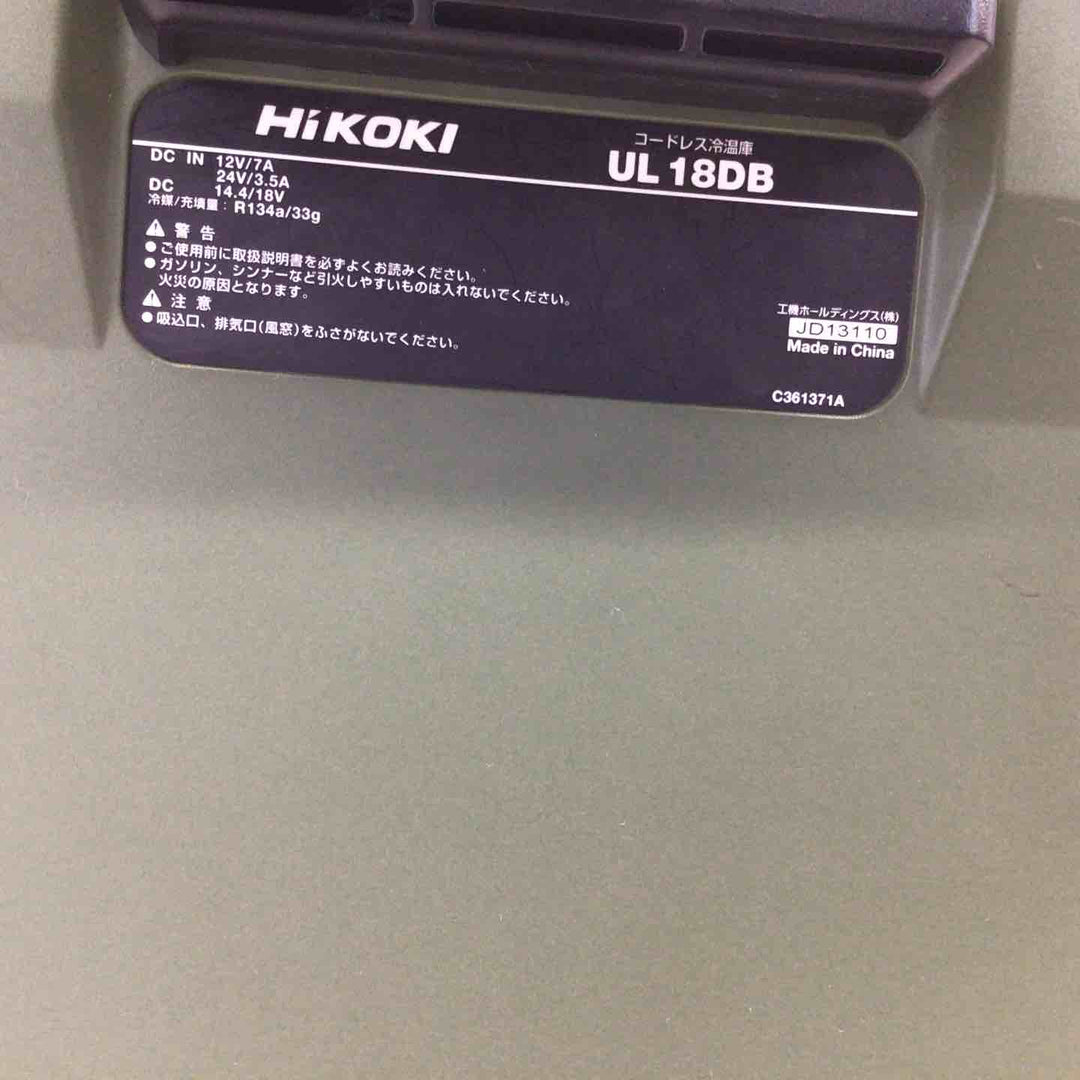 HiKOKI
コードレス冷温庫
UL 18DB
DC IN 12V/7A
24V/3.5A
DC 14.4/18V
冷媒/充填量: R134a/33g
⚠ 警告
●ご使用前に取扱説明書を必ずよくお読みください。
●ガソリン、シンナーなど引火しやすいものは入れないでください。
火災の原因となります。
⚠ 注意
●吸込口、排気口(風窓)をふさがないでください。
工機ホールディングス(株)
JD13110
Made in China
C361371A